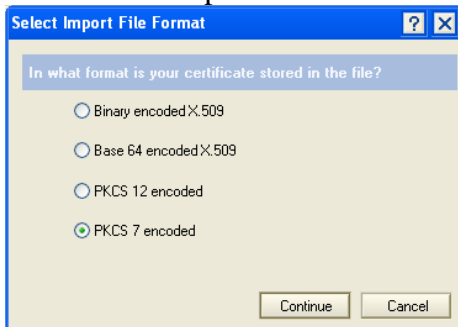 Select Import File Format
In what format is your certificate stored in the file?
Binary encoded X.509
Base 64 encoded X.509
PKCS 12 encoded
PKCS 7 encoded
Continue Cancel